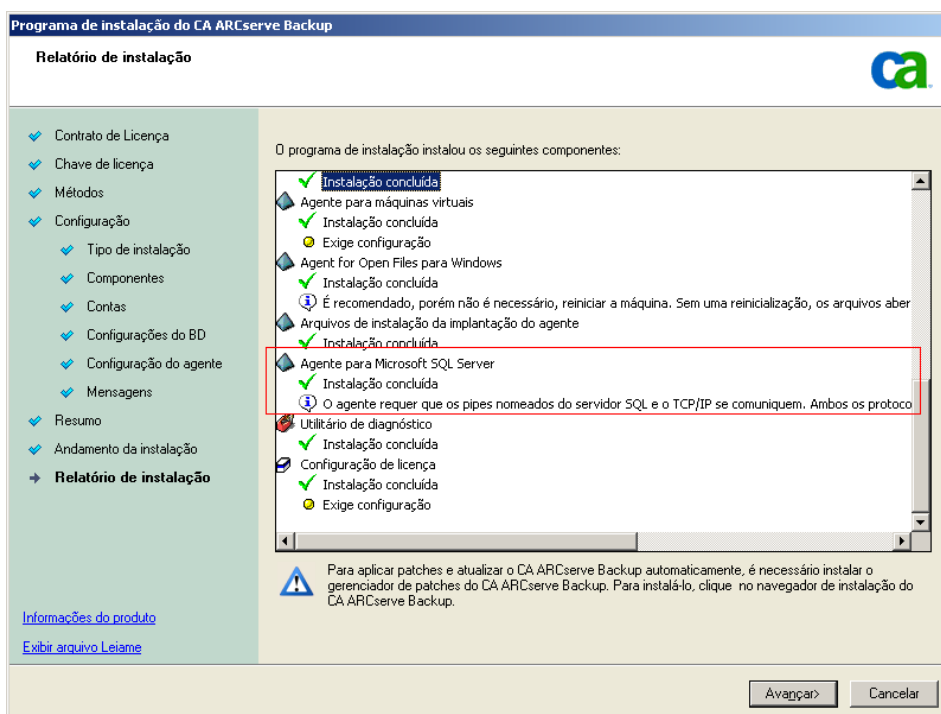 Programa de instalação do CA ARCserve Backup
Relatório de instalação
ca
Contrato de Licença
Chave de licença
Métodos
Configuração
Tipo de instalação
Componentes
Contas
Configurações do BD
Configuração do agente
Mensagens
Resumo
Andamento da instalação
Relatório de instalação
Informações do produto
Exibir arquivo Leiame
O programa de instalação instalou os seguintes componentes:
Instalação concluída
Agente para máquinas virtuais
Instalação concluída
Exige configuração
Agent for Open Files para Windows
Instalação concluída
É recomendado, porém não é necessário, reiniciar a máquina. Sem uma reinicialização, os arquivos aber
Arquivos de instalação da implantação do agente
Instalação concluída
Agente para Microsoft SQL Server
Instalação concluída
O agente requer que os pipes nomeados do servidor SQL e o TCP/IP se comuniquem. Ambos os protoco
Utilitário de diagnóstico
Instalação concluída
Configuração de licença
Instalação concluída
Exige configuração
Para aplicar patches e atualizar o CA ARCserve Backup automaticamente, é necessário instalar o
gerenciador de patches do CA ARCserve Backup. Para instalá-lo, clique no navegador de instalação do
CA ARCserve Backup.
Avançar>
Cancelar